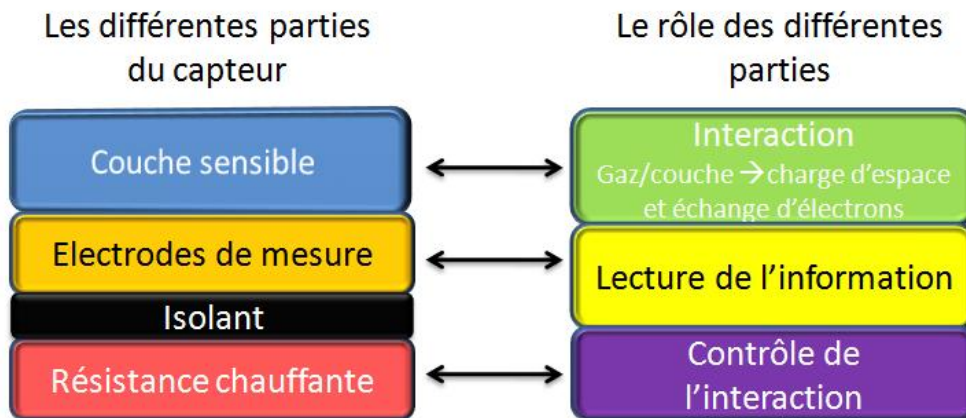 Les différentes parties
du capteur
Couche sensible
Electrodes de mesure
Isolant
Résistance chauffante
Le rôle des différentes
parties
Interaction
Gaz/couche → charge d'espace
et échange d'électrons
Lecture de l'information
Contrôle de
l'interaction